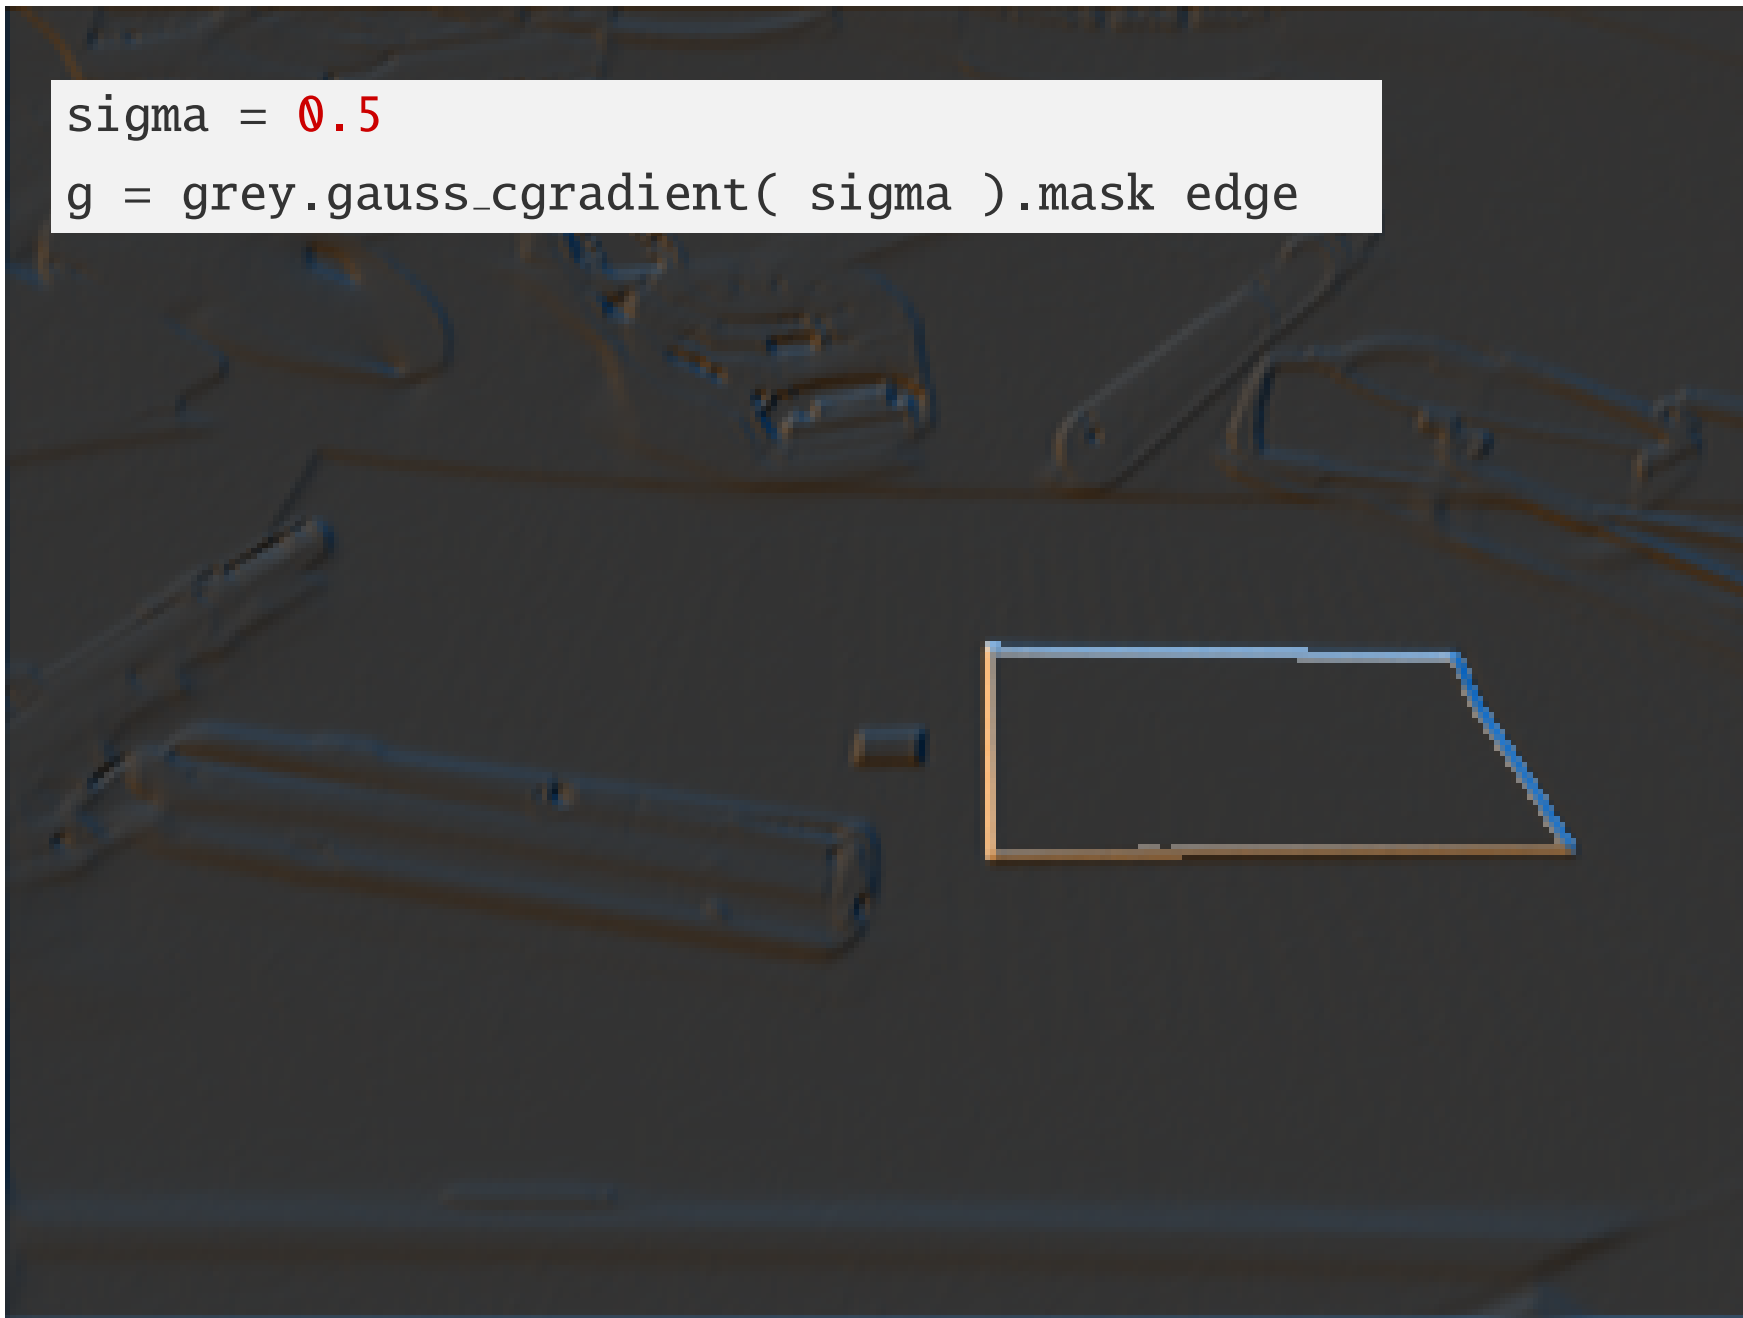 sigma = 0.5
g = grey.gauss_cgradient( sigma ).mask edge